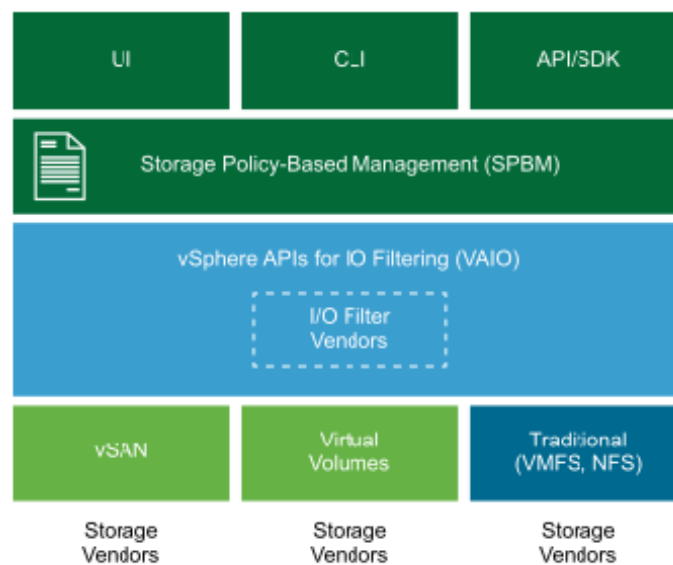 UI
CLI
API/SDK
Storage Policy-Based Management (SPBM)
vSphere APIs for IO Filtering (VAIO)
I/O Filter
Vendors
vSAN
Virtual
Volumes
Traditional
(VMFS, NFS)
Storage
Vendors
Storage
Vendors
Storage
Vendors